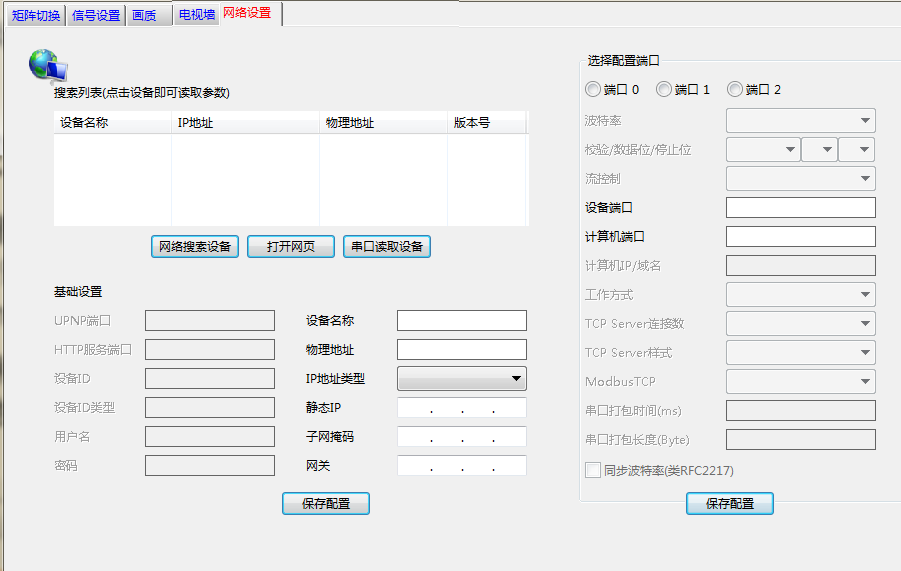 矩阵切换 信号设置 画质 电视墙 网络设置
搜索列表(点击设备即可读取参数)
设备名称 IP地址 物理地址 版本号
网络搜索设备 打开网页 串口读取设备
基础设置
UPNP端口 设备名称
HTTP服务端口 物理地址
设备ID IP地址类型
设备ID类型 静态IP . . .
用户名 子网掩码 . . .
密码 网关 . . .
保存配置
选择配置端口
端口 0 端口 1 端口 2
波特率
校验/数据位/停止位
流控制
设备端口
计算机端口
计算机IP/域名
工作方式
TCP Server连接数
TCP Server样式
ModbusTCP
串口打包时间(ms)
串口打包长度(Byte)
同步波特率(类RFC2217)
保存配置